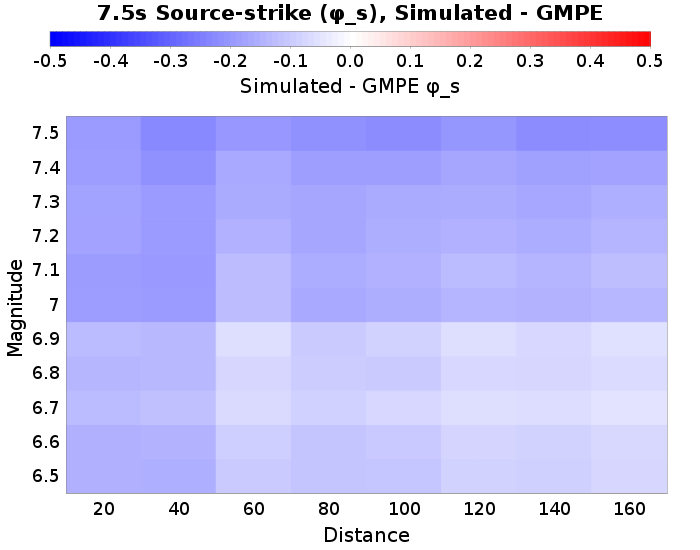 7.5s Source-strike (φ_s), Simulated - GMPE
-0.5 -0.4 -0.3 -0.2 -0.1 0.0 0.1 0.2 0.3 0.4 0.5
Simulated - GMPE φ_s
7.5
7.4
7.3
7.2
7.1
7
6.9
6.8
6.7
6.6
6.5
Magnitude
20 40 60 80 100 120 140 160
Distance